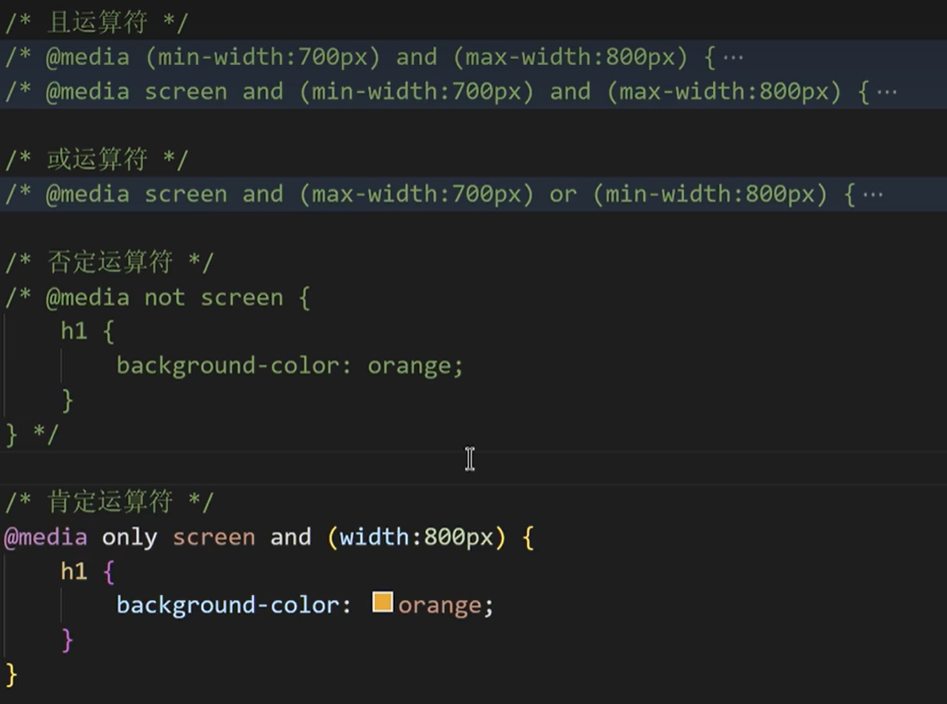 /* 且运算符 */
/* @media (min-width:700px) and (max-width:800px) {···
/* @media screen and (min-width:700px) and (max-width:800px) {···
/* 或运算符 */
/* @media screen and (max-width:700px) or (min-width:800px) {···
/* 否定运算符 */
/* @media not screen {
h1 {
background-color: orange;
}
} */
/* 肯定运算符 */
@media only screen and (width:800px) {
h1 {
background-color: orange;
}
}